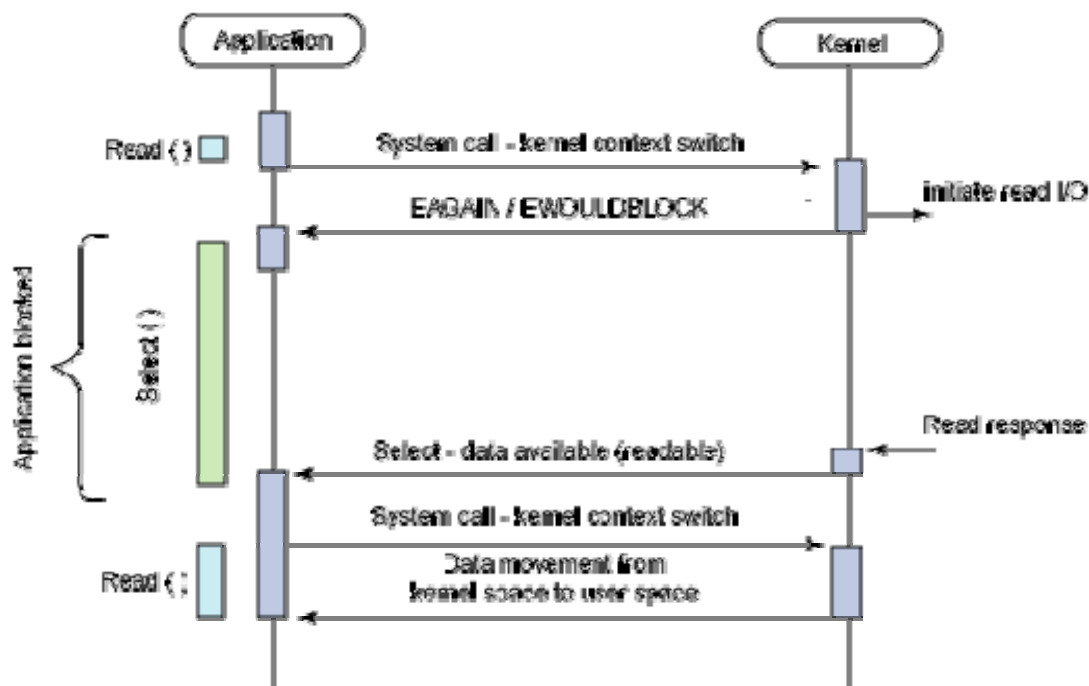 Application
Kernel
Read ( )
System call - kernel context switch
initiate read I/O
EAGAIN / EWOULDBLOCK
Application blocked
Select ( )
Read response
Select - data available (readable)
System call - kernel context switch
Read ( )
Data movement from
kernel space to user space